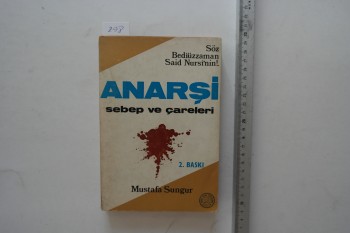 Söz
Bediüzzaman
Said Nursi'nin!
ANARŞİ
sebep ve çareleri
2. BASKI
Mustafa Sungur